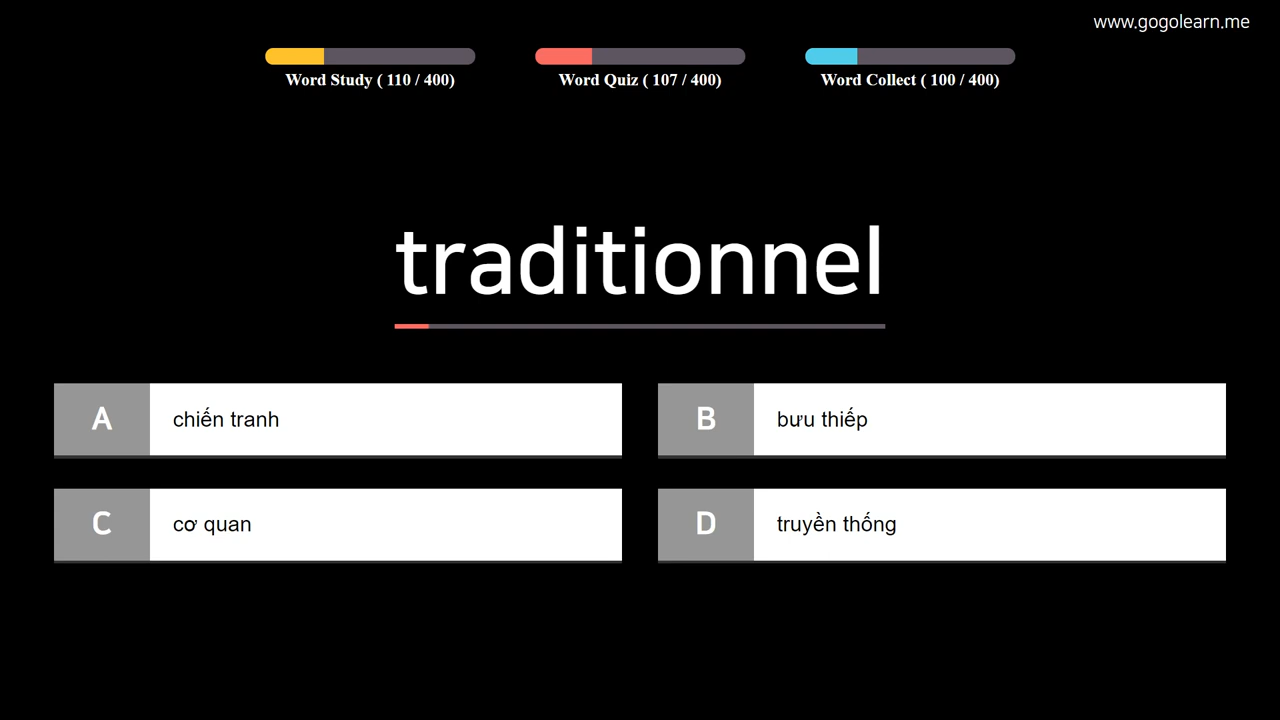 www.gogolearn.me
Word Study ( 110 / 400)
Word Quiz ( 107 / 400)
Word Collect ( 100 / 400)
traditionnel
A
chiến tranh
B
bưu thiếp
C
cơ quan
D
truyền thống